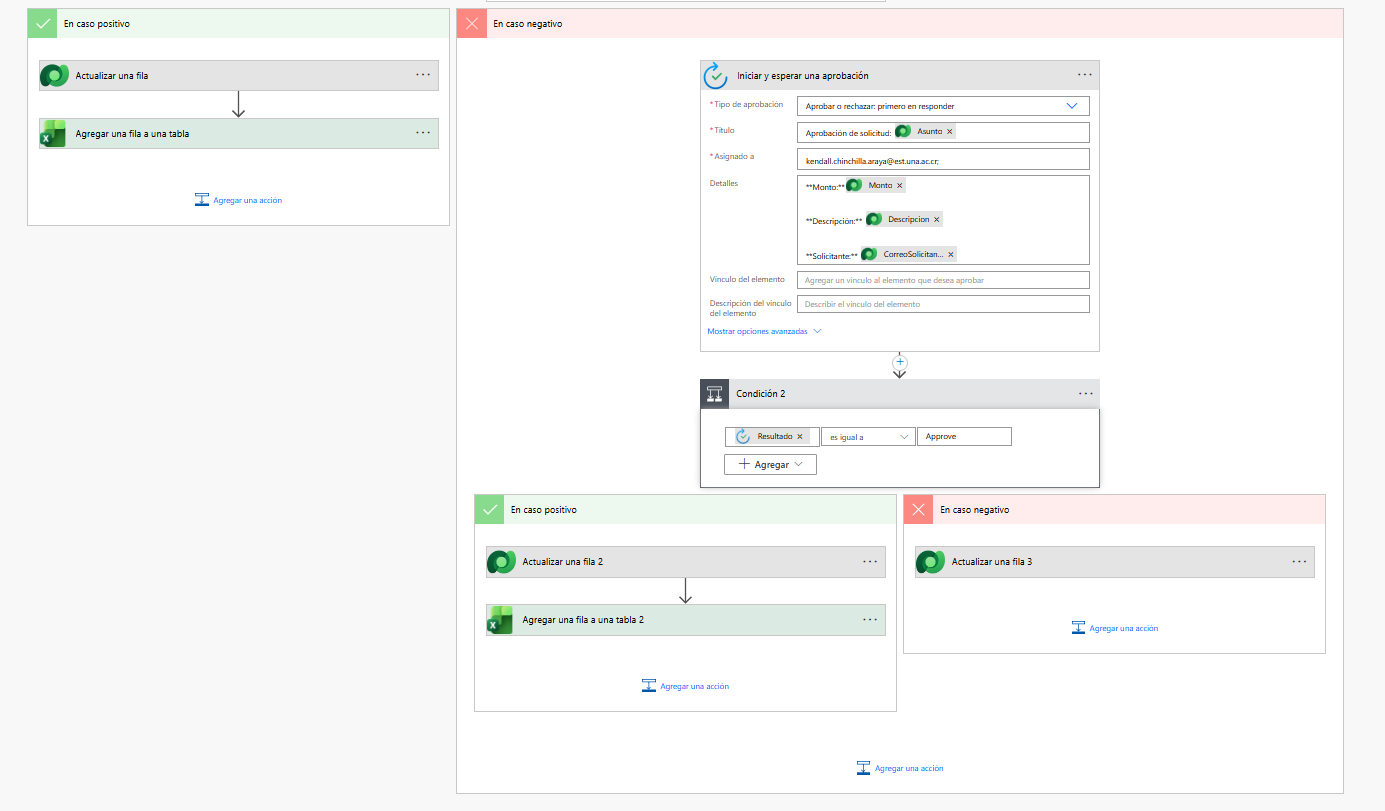 En caso positivo
Actualizar una fila
Agregar una fila a una tabla
Agregar una acción
En caso negativo
Iniciar y esperar una aprobación
*Tipo de aprobación
Aprobar o rechazar: primero en responder
*Título
Aprobación de solicitud: Asunto
*Asignado a
kendall.chinchilla.araya@est.una.ac.cr;
Detalles
**Monto:** Monto
**Descripción:** Descripcion
**Solicitante:** CorreoSolicitan...
Vínculo del elemento
Agregar un vínculo al elemento que desea aprobar
Descripción del vínculo
del elemento
Describir el vínculo del elemento
Mostrar opciones avanzadas
Condición 2
Resultado es igual a Approve
Agregar
En caso positivo
Actualizar una fila 2
Agregar una fila a una tabla 2
Agregar una acción
En caso negativo
Actualizar una fila 3
Agregar una acción
Agregar una acción